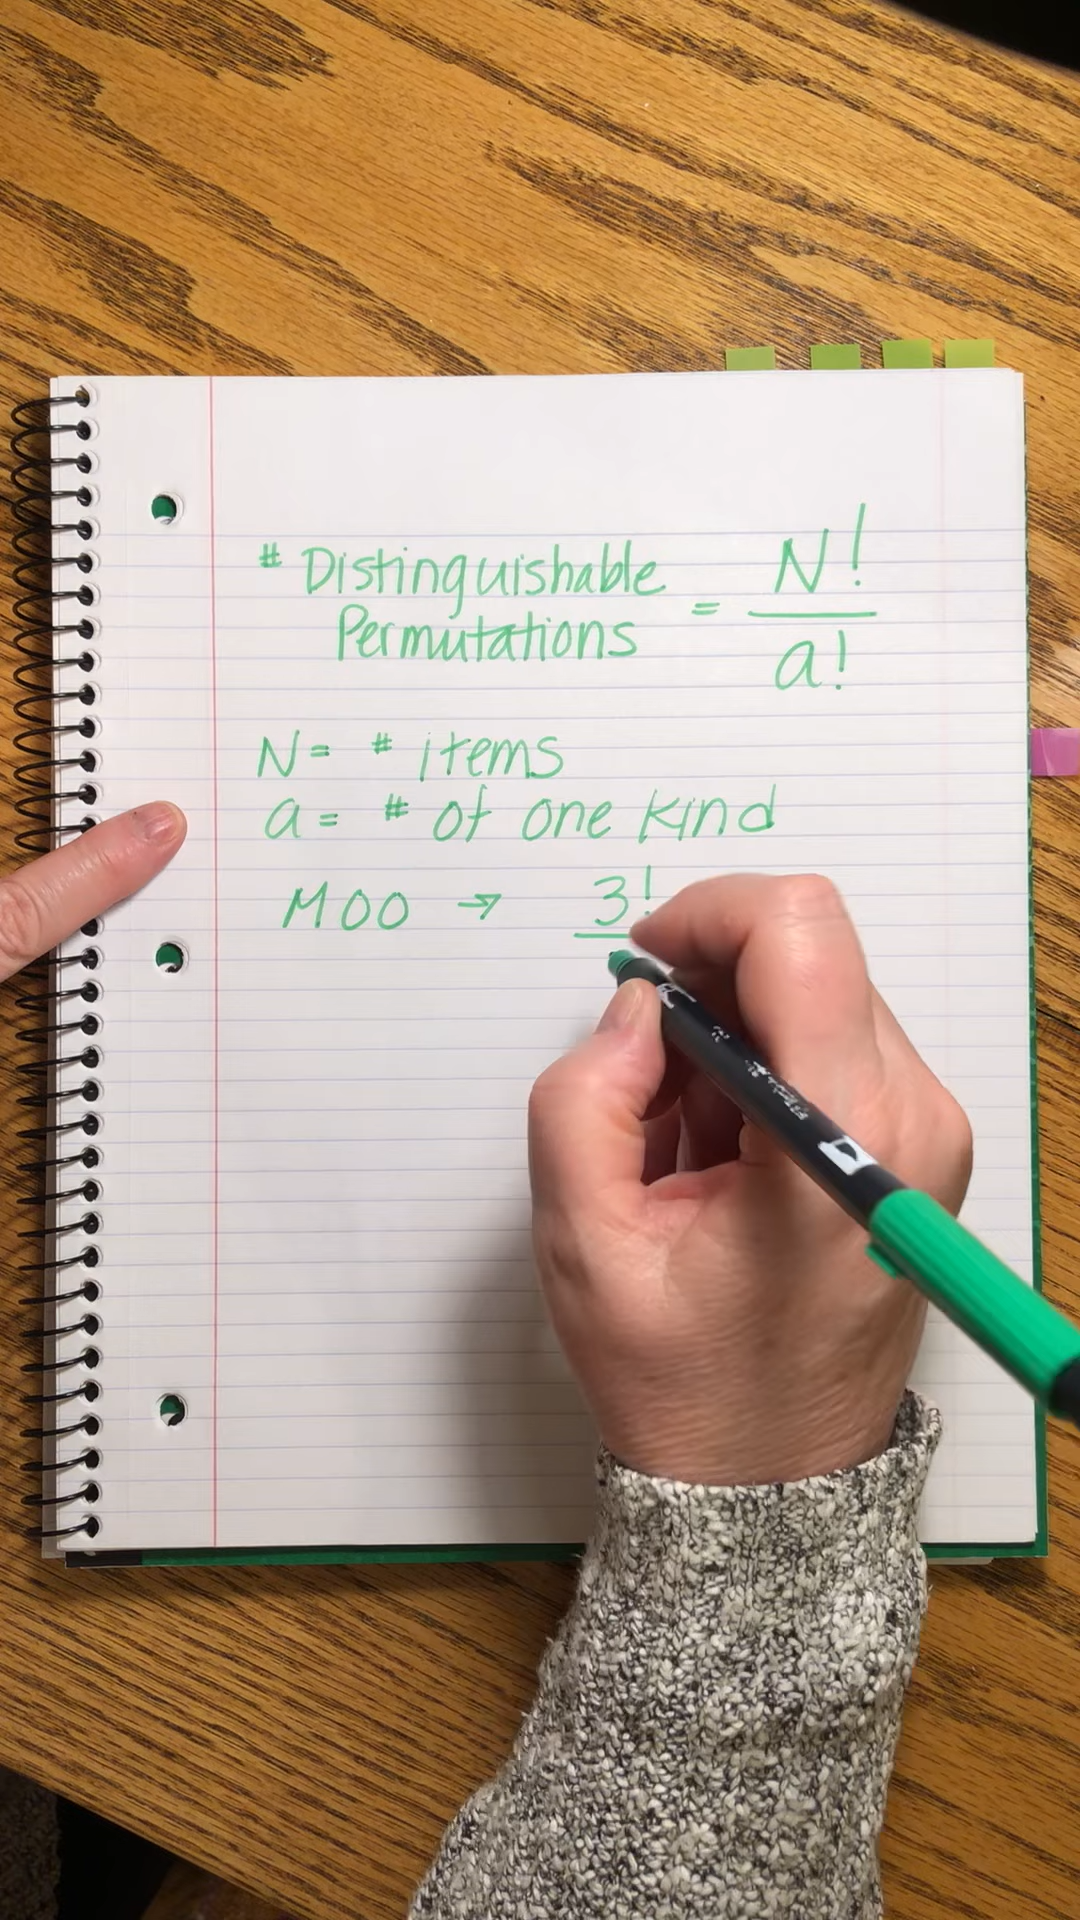 # Distinguishable Permutations = N! / a!
N = # items
a = # of one kind
MOO → 3!